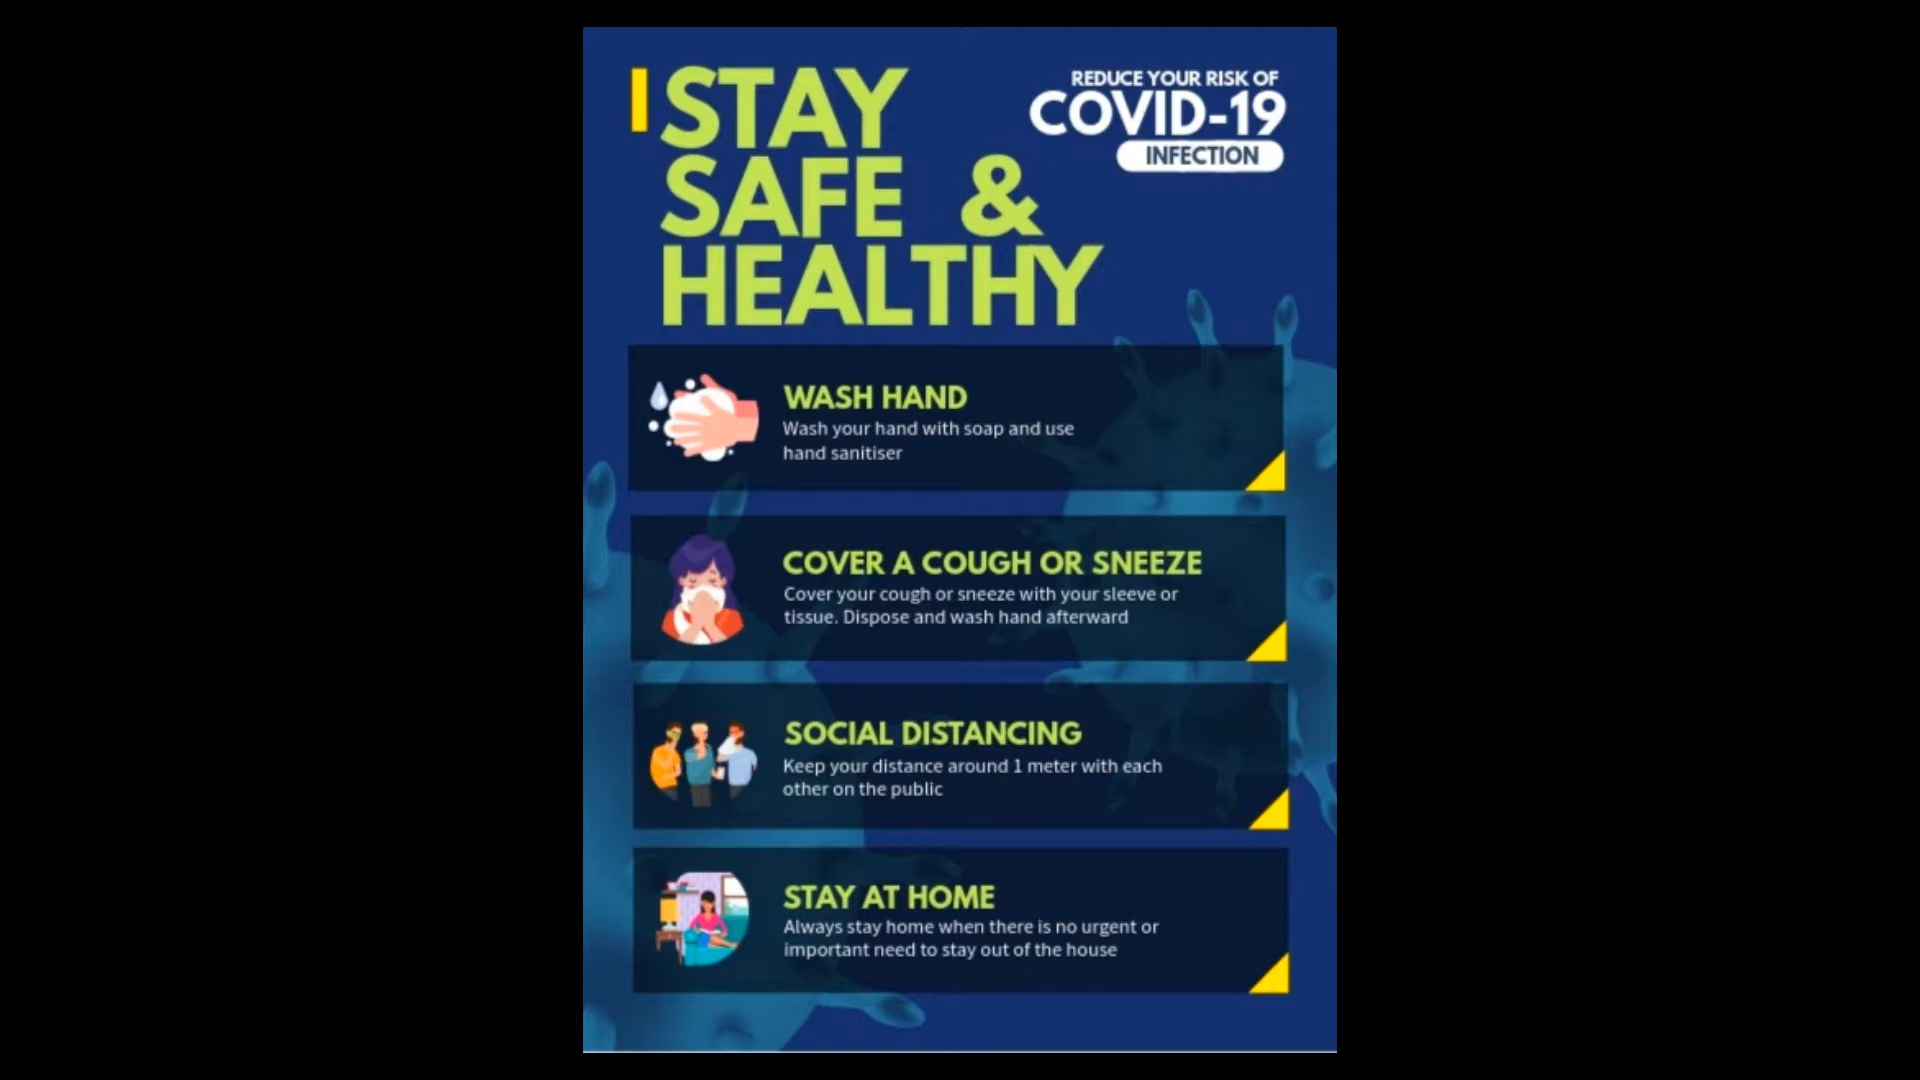 STAY
SAFE &
HEALTHY
REDUCE YOUR RISK OF
COVID-19
INFECTION
WASH HAND
Wash your hand with soap and use
hand sanitiser
COVER A COUGH OR SNEEZE
Cover your cough or sneeze with your sleeve or
tissue. Dispose and wash hand afterward
SOCIAL DISTANCING
Keep your distance around 1 meter with each
other on the public
STAY AT HOME
Always stay home when there is no urgent or
important need to stay out of the house